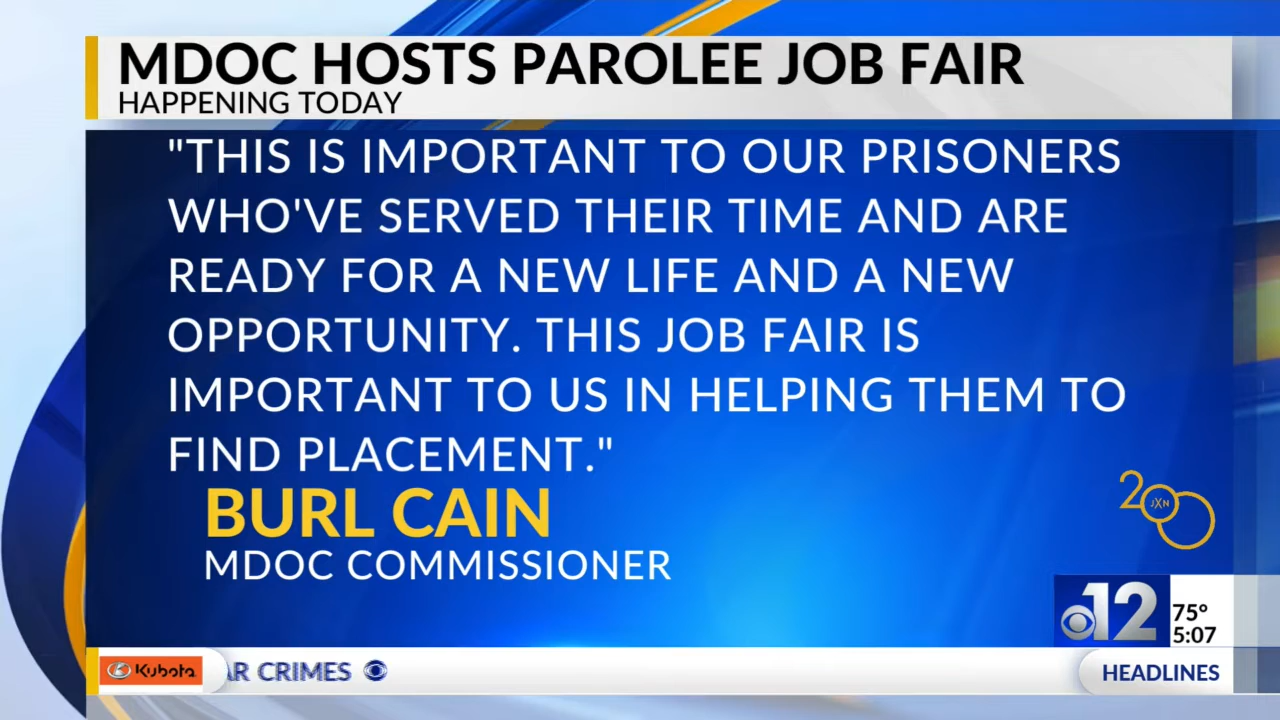 MDOC HOSTS PAROLEE JOB FAIR
HAPPENING TODAY
"THIS IS IMPORTANT TO OUR PRISONERS
WHO'VE SERVED THEIR TIME AND ARE
READY FOR A NEW LIFE AND A NEW
OPPORTUNITY. THIS JOB FAIR IS
IMPORTANT TO US IN HELPING THEM TO
FIND PLACEMENT."
BURL CAIN
MDOC COMMISSIONER
200
JXN
12
75°
5:07
Kubota
AR CRIMES
HEADLINES